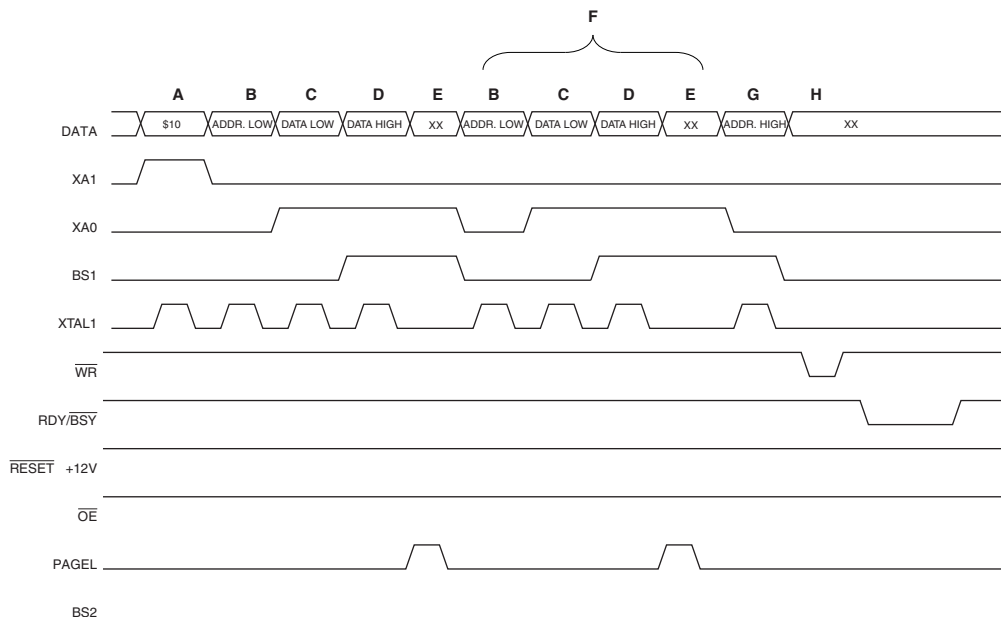 F
A B C D E B C D E G H
DATA $10 ADDR. LOW DATA LOW DATA HIGH XX ADDR. LOW DATA LOW DATA HIGH XX ADDR. HIGH XX
XA1
XA0
BS1
XTAL1
WR
RDY/BSY
RESET +12V
OE
PAGEL
BS2